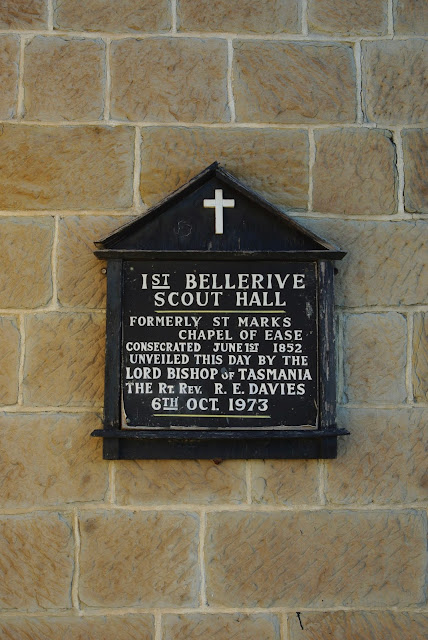 1ST BELLERIVE
SCOUT HALL
FORMERLY ST MARKS
CHAPEL OF EASE
CONSECRATED JUNE 1ST 1852
UNVEILED THIS DAY BY THE
LORD BISHOP OF TASMANIA
THE RT. REV. R. E. DAVIES
6TH OCT. 1973